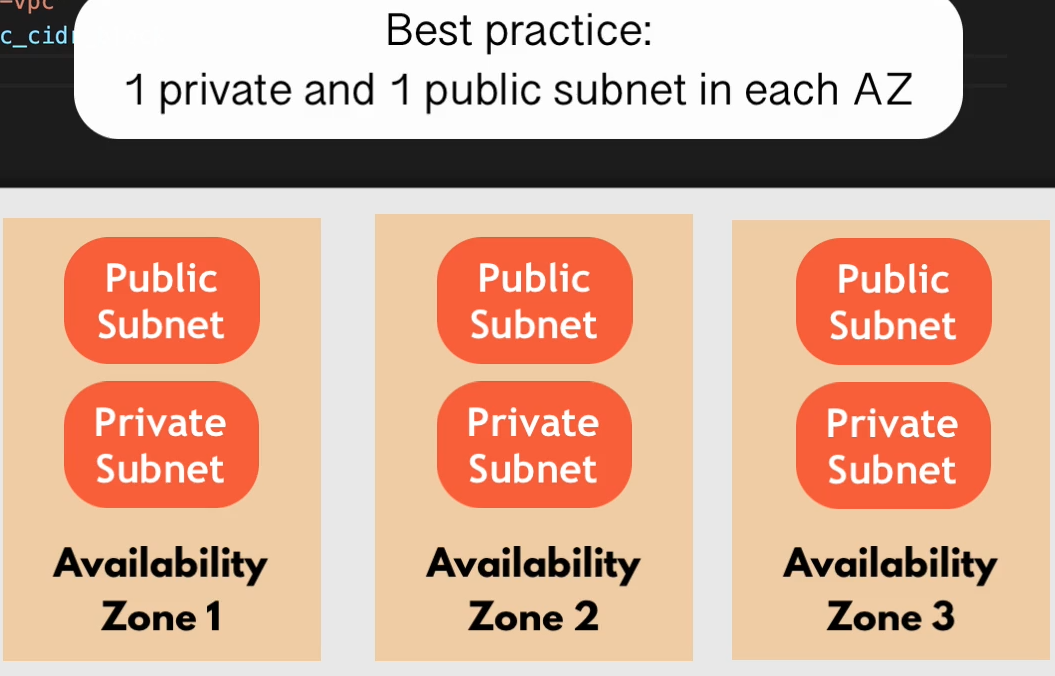 -vpc
c_cid
Best practice:
1 private and 1 public subnet in each AZ
Public
Subnet
Private
Subnet
Availability
Zone 1
Public
Subnet
Private
Subnet
Availability
Zone 2
Public
Subnet
Private
Subnet
Availability
Zone 3